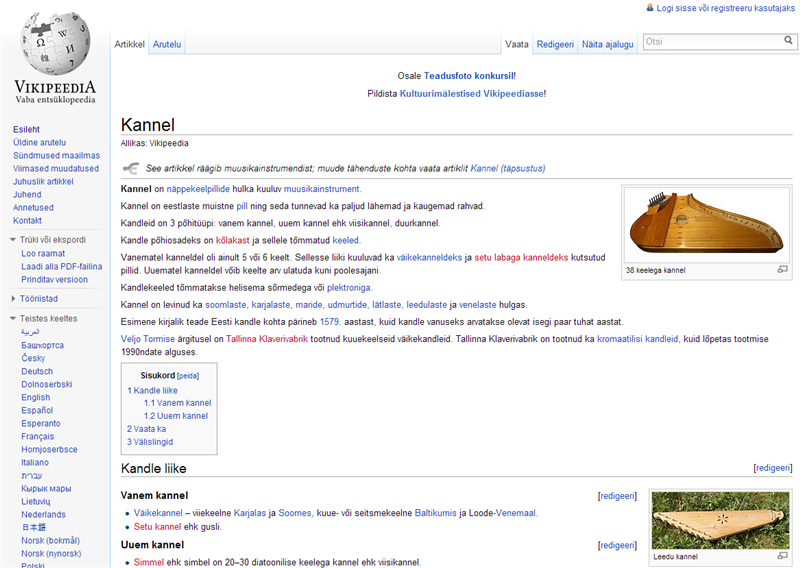 Logi sisse või registreeru kasutajaks
Artikkel
Arutelu
Vaata
Redigeeri
Näita ajalugu
Otsi
VIKIPEEDIA
Vaba entsüklopeedia
Esileht
Üldine arutelu
Sündmused maailmas
Viimased muudatused
Juhuslik artikkel
Juhend
Annetused
Kontakt
Trüki või ekspordi
Loo raamat
Laadi alla PDF-failina
Prinditav versioon
Tööriistad
Teistes keeltes
العربية
Башҡортса
Česky
Deutsch
Dolnoserbski
English
Español
Esperanto
Français
Hornjoserbsce
Italiano
עברית
Кырык мары
Lietuvių
Nederlands
日本語
Norsk (bokmål)
Norsk (nynorsk)
Polski
Osale Teadusfoto konkursil!
Pildista Kultuurimälestised Vikipeediasse!
Kannel
Allikas: Vikipeedia
See artikkel räägib muusikainstrumendist; muude tähenduste kohta vaata artiklit Kannel (täpsustus)
Kannel on näppekeelpillide hulka kuuluv muusikainstrument.
Kannel on eestlaste muistne pill ning seda tunnevad ka paljud lähemad ja kaugemad rahvad.
Kandleid on 3 põhitüüpi: vanem kannel, uuem kannel ehk viisikannel, duurkannel.
Kandle põhiosadeks on kõlakast ja sellele tõmmatud keeled.
Vanematel kanneldel oli ainult 5 või 6 keelt. Sellesse liiki kuuluvad ka väikekanneldeks ja setu labaga kanneldeks kutsutud
pillid. Uuematel kanneldel võib keelte arv ulatuda kuni poolesajani.
Kandlekeeled tõmmatakse helisema sõrmedega või plektroniga.
Kannel on levinud ka soomlaste, karjalaste, maride, udmurtide, lätlaste, leedulaste ja venelaste hulgas.
Esimene kirjalik teade Eesti kandle kohta pärineb 1579. aastast, kuid kandle vanuseks arvatakse olevat isegi paar tuhat aastat.
Veljo Tormise ärgitusel on Tallinna Klaverivabrik tootnud kuuekeelseid väikekandleid. Tallinna Klaverivabrik on tootnud ka kromaatilisi kandleid, kuid lõpetas tootmise
1990ndate alguses.
38 keelega kannel
Sisukord [peida]
1 Kandle liike
1.1 Vanem kannel
1.2 Uuem kannel
2 Vaata ka
3 Välislingid
Kandle liike
[redigeeri]
Vanem kannel
[redigeeri]
Väikekannel – viiekeelne Karjalas ja Soomes, kuue- või seitsmekeelne Baltikumis ja Loode-Venemaal.
Setu kannel ehk gusli.
Uuem kannel
[redigeeri]
Simmel ehk simbel on 20–30 diatoonilise keelega kannel ehk viisikannel.
Leedu kannel